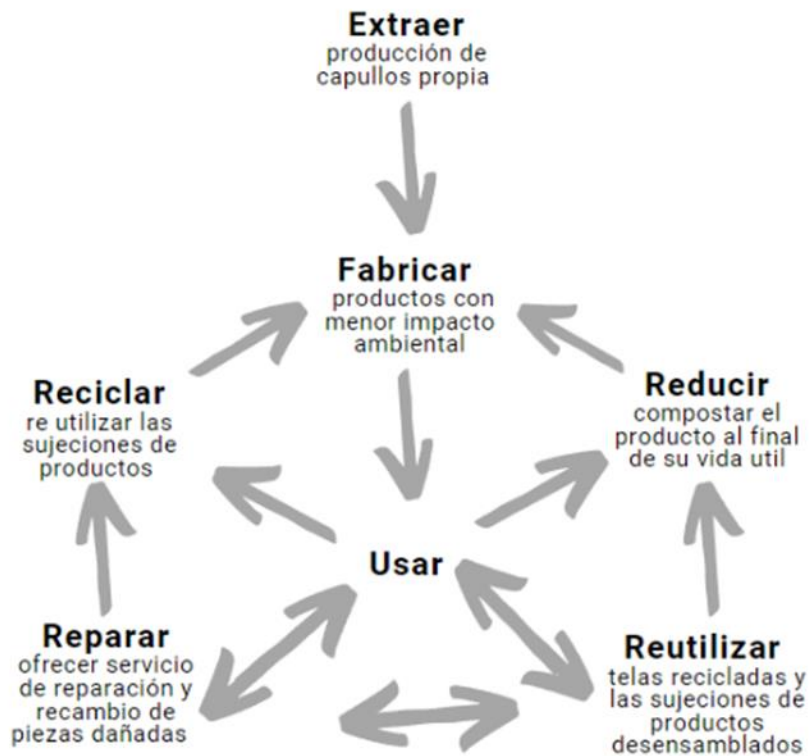 Extraer
producción de
capullos propia
Fabricar
productos con
menor impacto
ambiental
Reciclar
re utilizar las
sujeciones de
productos
Reducir
compostar el
producto al final
de su vida util
Usar
Reparar
ofrecer servicio
de reparación y
recambio de
piezas dañadas
Reutilizar
telas recicladas y
las sujeciones de
productos
desensamblados